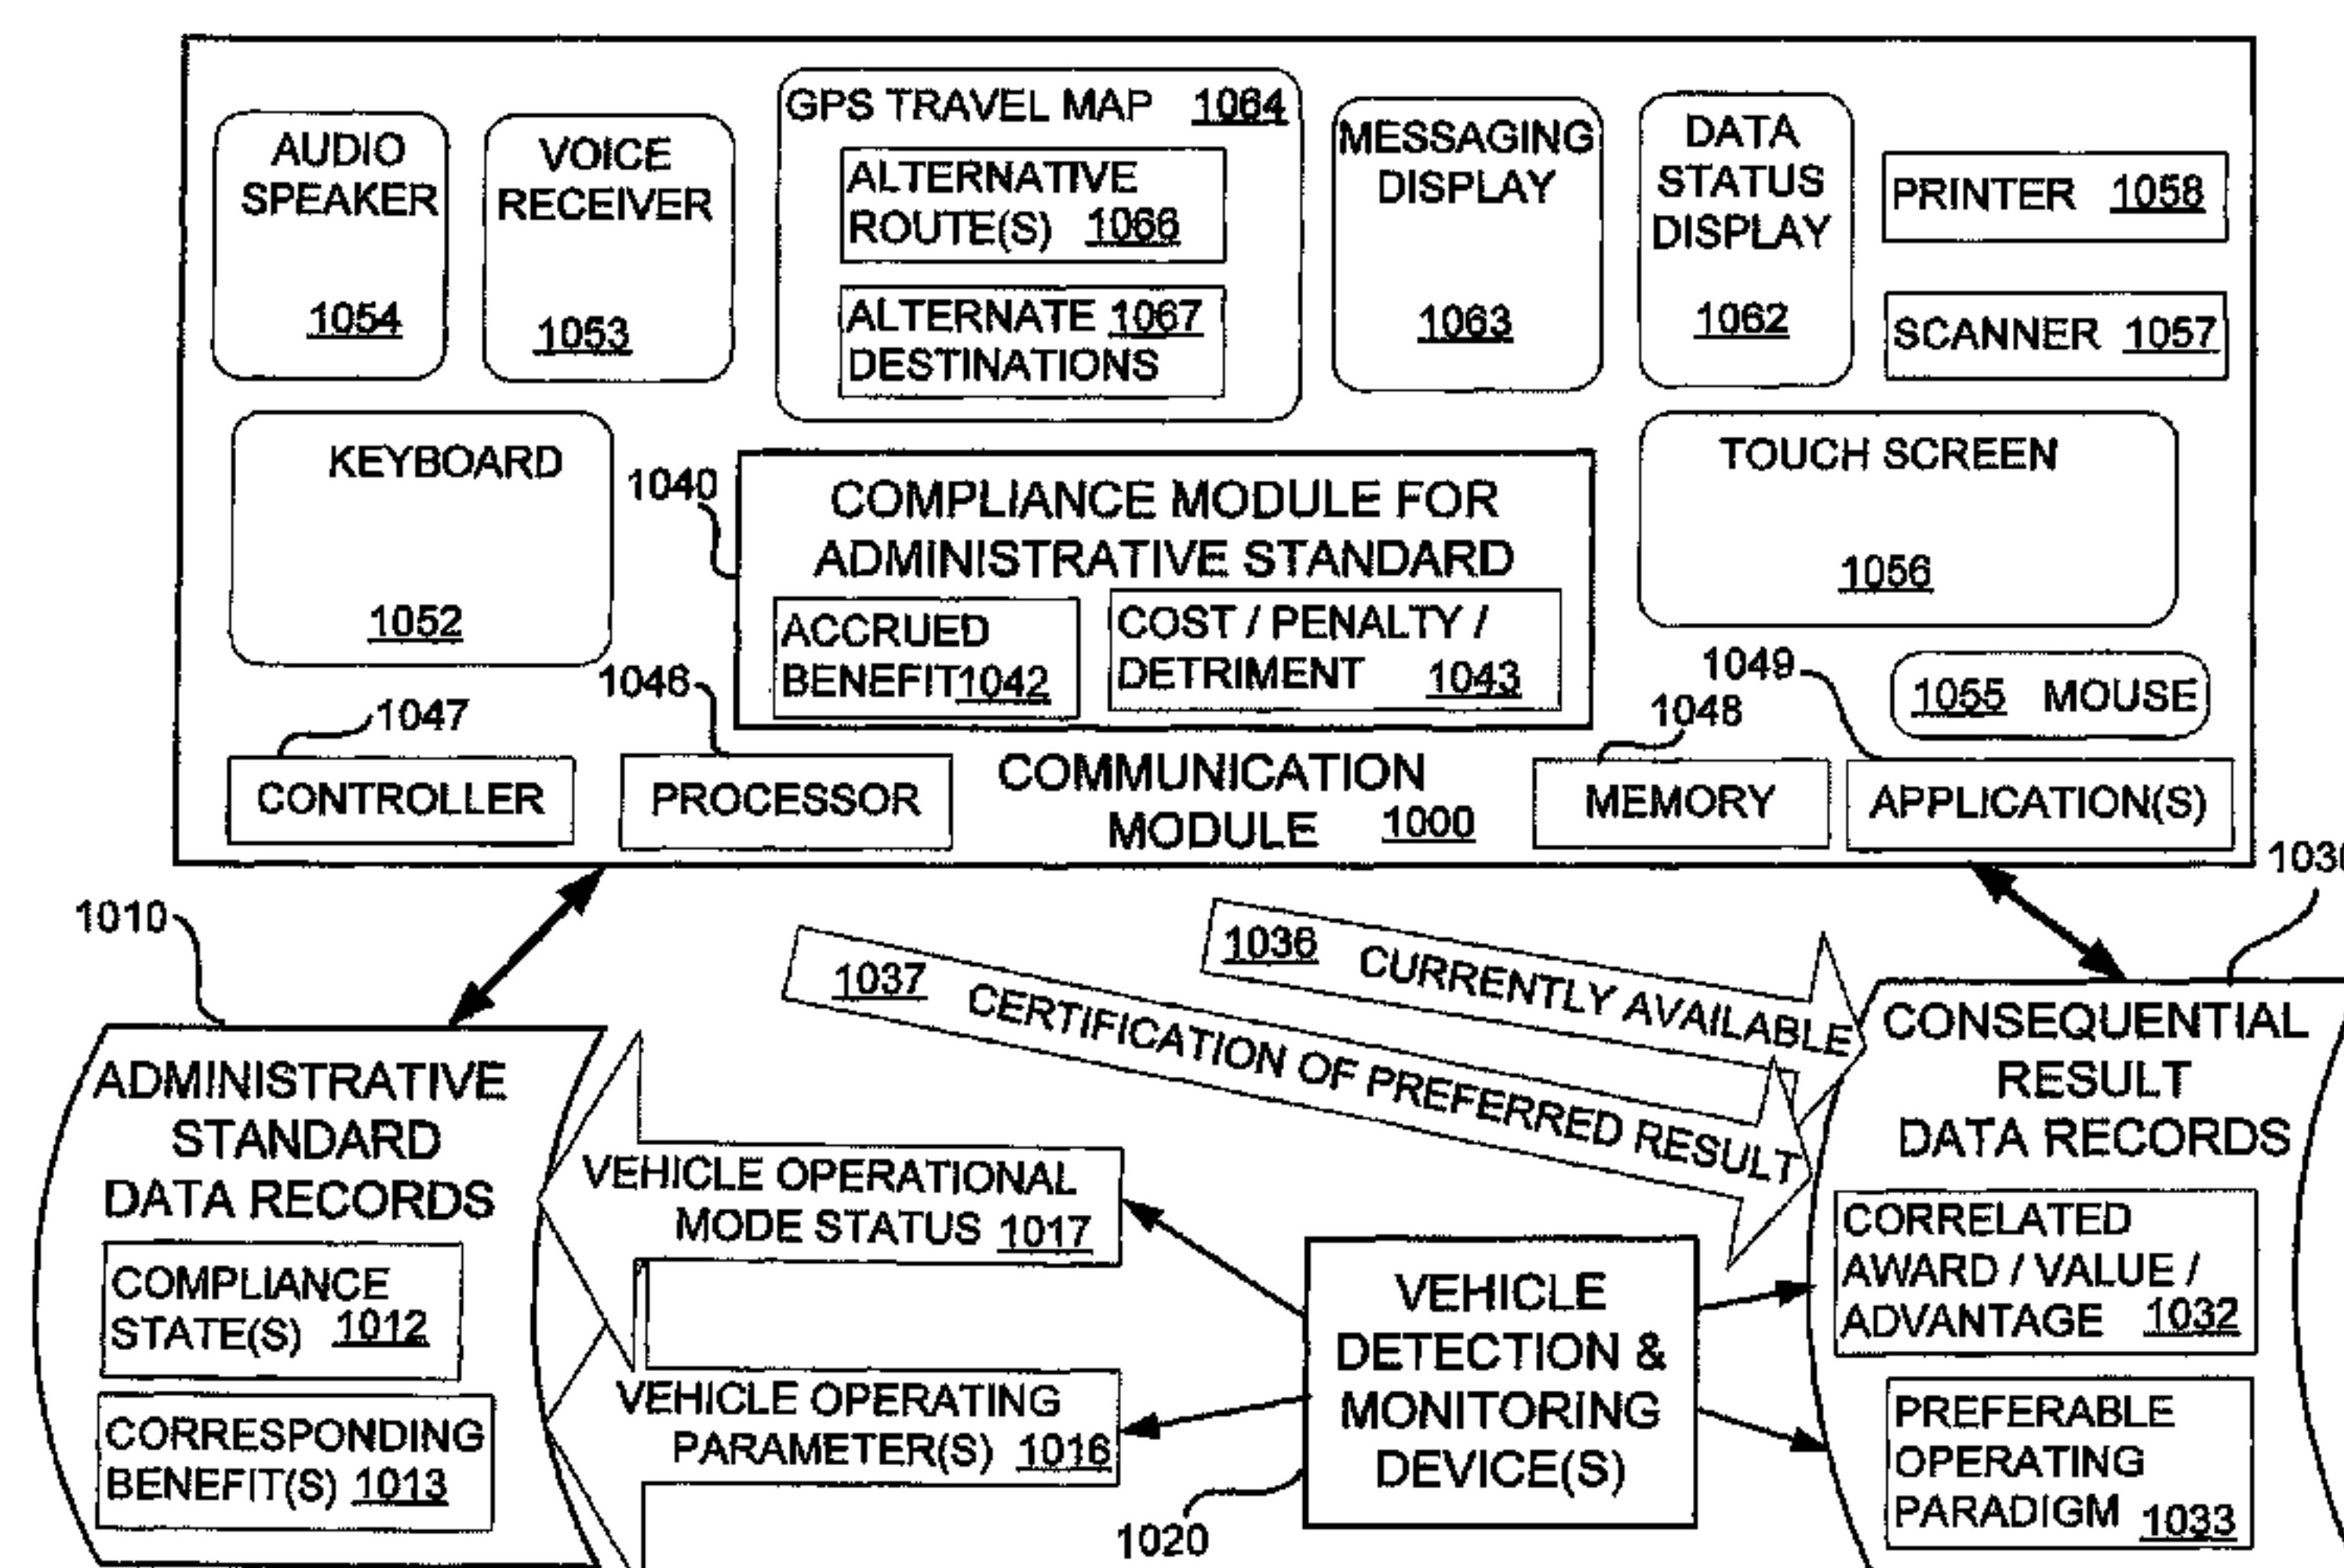 AUDIO
SPEAKER
1054
VOICE
RECEIVER
1053
GPS TRAVEL MAP 1064
ALTERNATIVE
ROUTE(S) 1066
ALTERNATE 1067
DESTINATIONS
MESSAGING
DISPLAY
1063
DATA
STATUS
DISPLAY
1062
PRINTER 1058
SCANNER 1057
KEYBOARD
1052
1040
COMPLIANCE MODULE FOR
ADMINISTRATIVE STANDARD
ACCRUED
BENEFIT 1042
COST / PENALTY /
DETRIMENT 1043
TOUCH SCREEN
1056
1055 MOUSE
1047
CONTROLLER
1046
PROCESSOR
COMMUNICATION
MODULE 1000
1048
MEMORY
1049
APPLICATION(S)
1010
1036 CURRENTLY AVAILABLE
1037 CERTIFICATION OF PREFERRED RESULT
ADMINISTRATIVE
STANDARD
DATA RECORDS
COMPLIANCE
STATE(S) 1012
CORRESPONDING
BENEFIT(S) 1013
VEHICLE OPERATIONAL
MODE STATUS 1017
VEHICLE OPERATING
PARAMETER(S) 1016
VEHICLE
DETECTION &
MONITORING
DEVICE(S)
1020
CONSEQUENTIAL
RESULT
DATA RECORDS
CORRELATED
AWARD / VALUE /
ADVANTAGE 1032
PREFERABLE
OPERATING
PARADIGM 1033